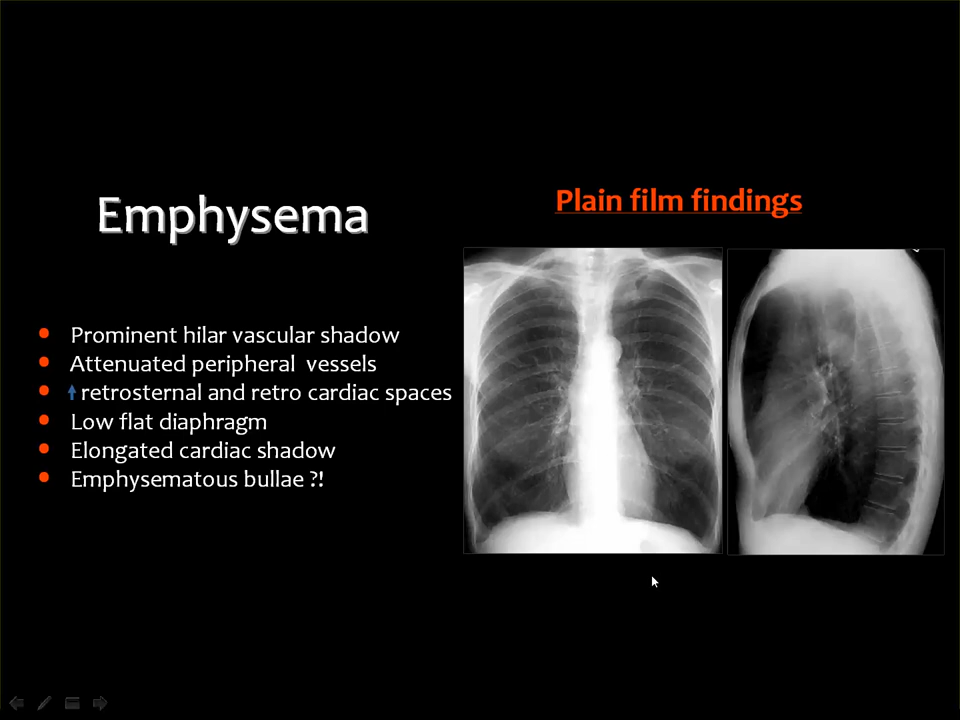 Emphysema
Plain film findings
• Prominent hilar vascular shadow
• Attenuated peripheral vessels
• ⬆ retrosternal and retro cardiac spaces
• Low flat diaphragm
• Elongated cardiac shadow
• Emphysematous bullae ?!